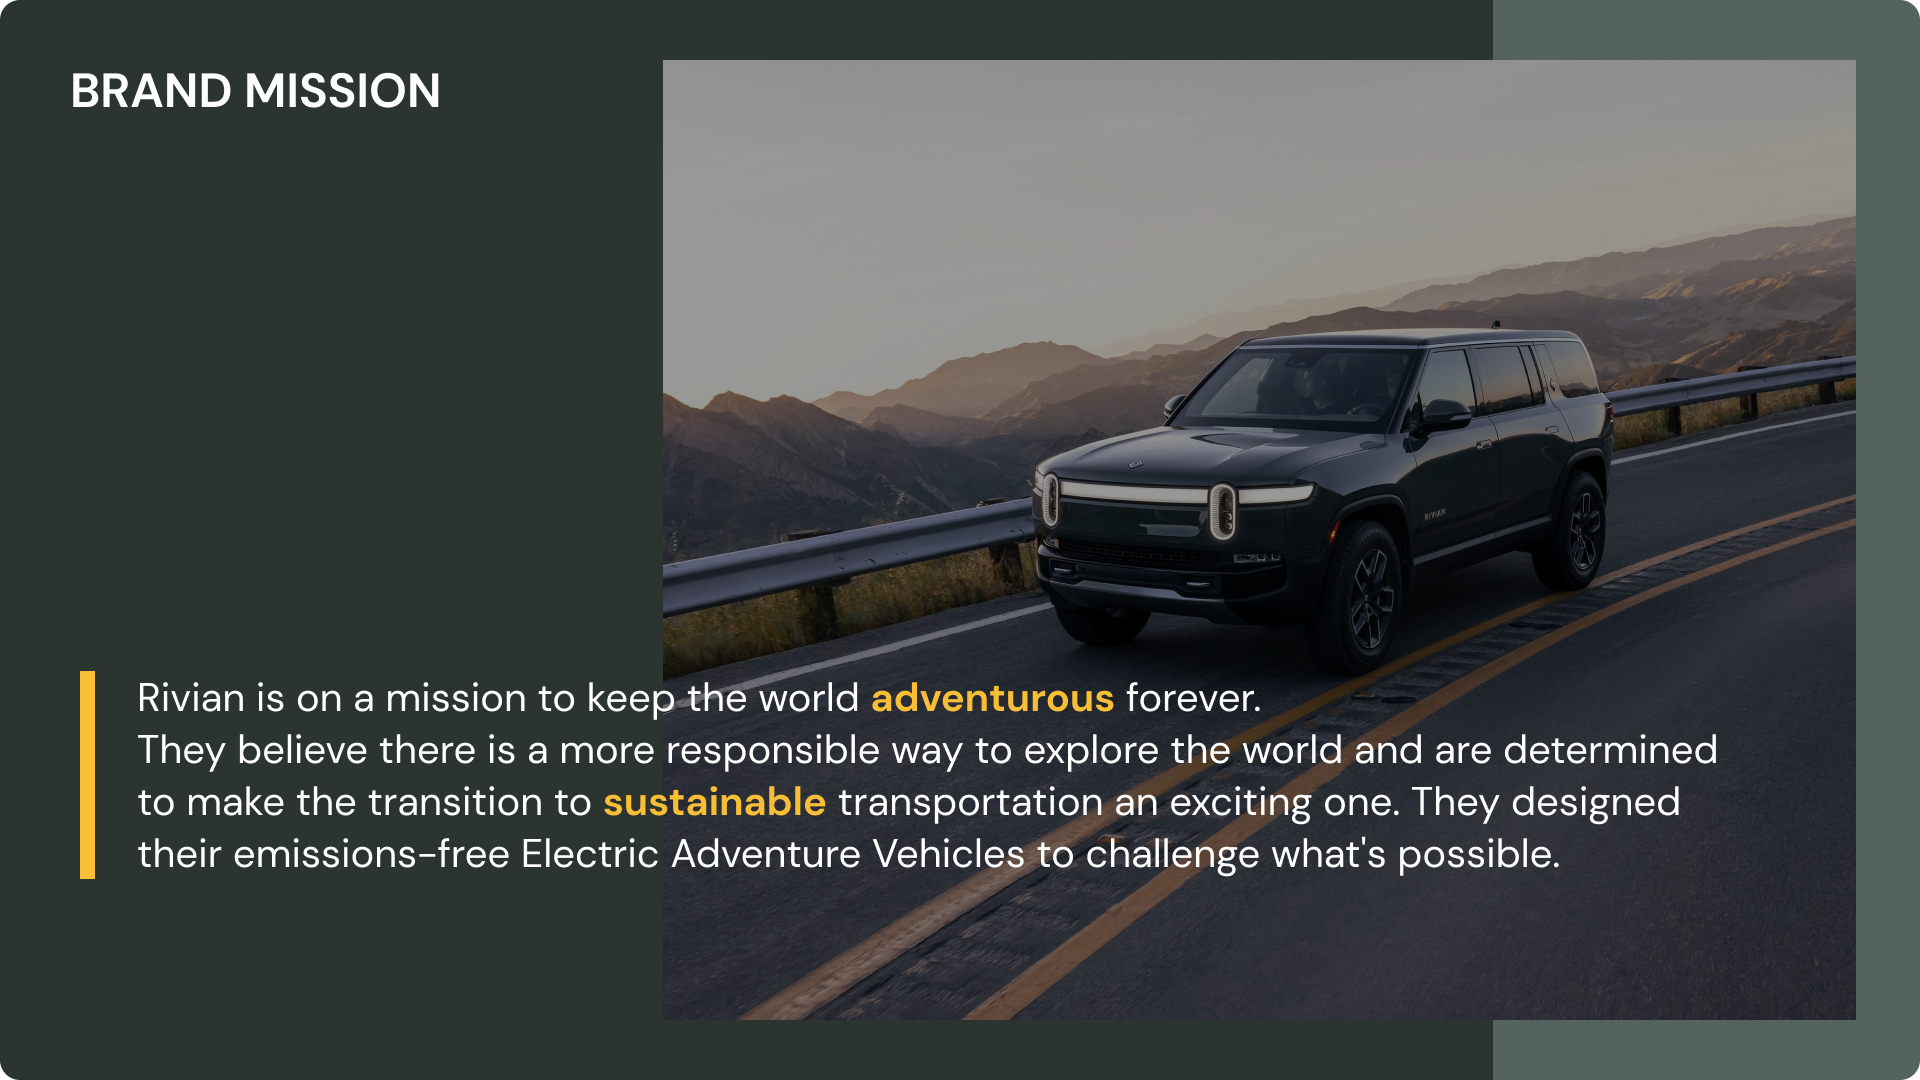 BRAND MISSION
RIVIAN
Rivian is on a mission to keep the world adventurous forever.
They believe there is a more responsible way to explore the world and are determined
to make the transition to sustainable transportation an exciting one. They designed
their emissions-free Electric Adventure Vehicles to challenge what's possible.